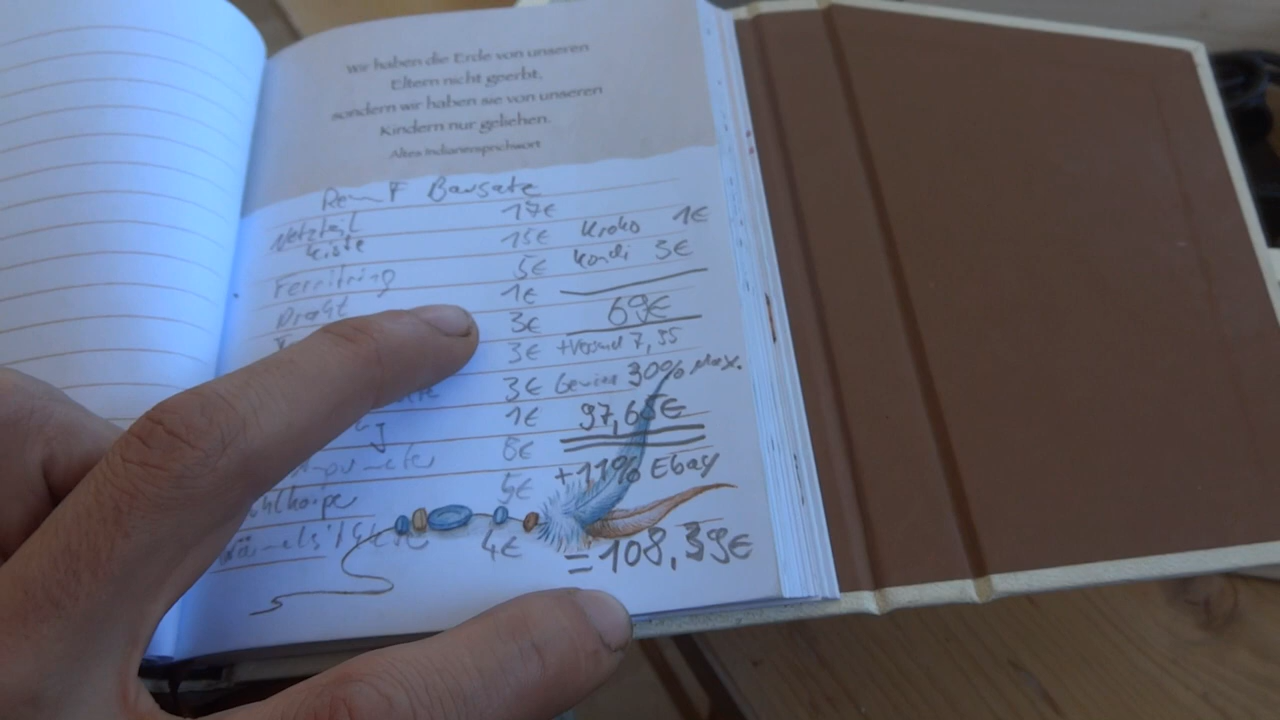 Wir haben die Erde von unseren
Eltern nicht geerbt,
sondern wir haben sie von unseren
Kindern nur geliehen.
Altes Indianersprichwort
Bausatz
Netzteil 17€
Kiste 15€
Ferritring 5€
Draht 1€
3€
3€
3€
1€
8€
5€
4€
Kroko 1€
Kondi 3€
69€
+Versand 7,55
Gewinn 30% Max.
97,65€
+11% Ebay
=108,39€